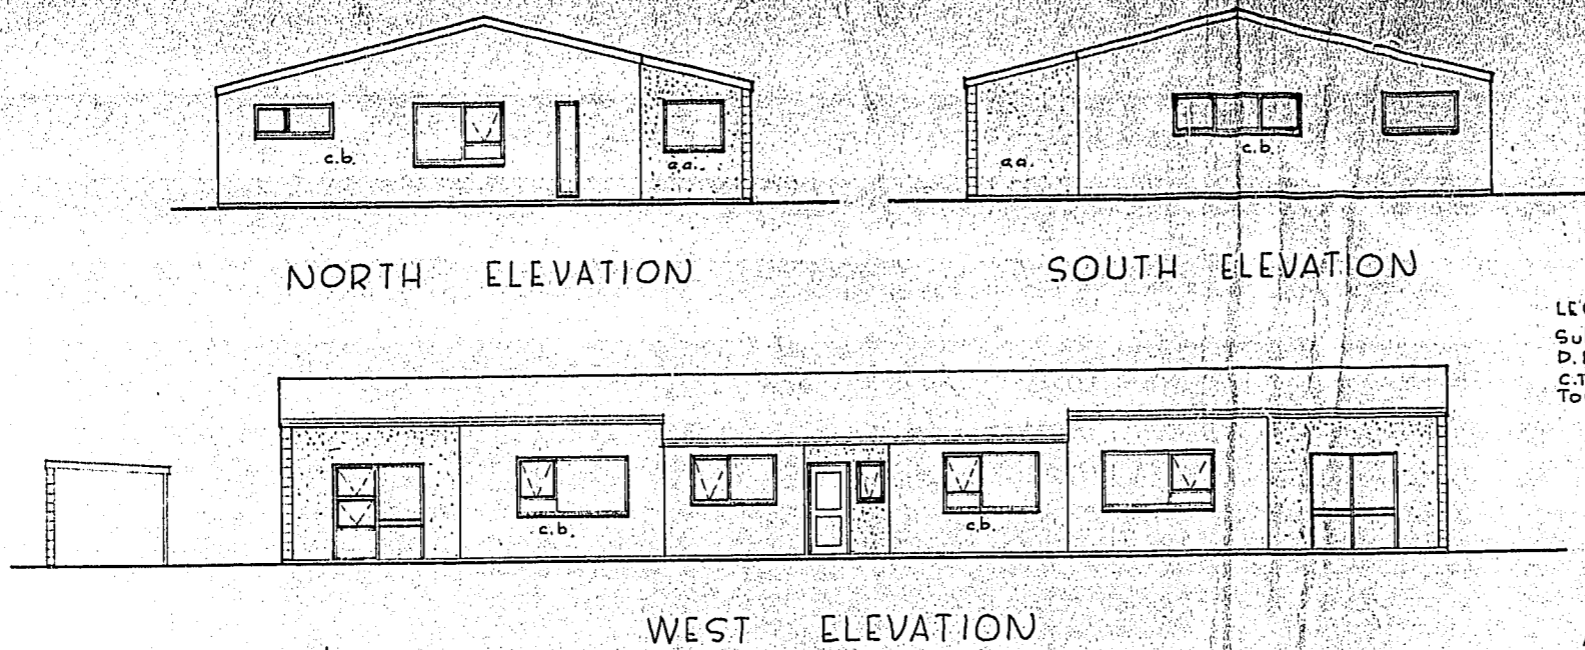 c.b.
a.a.
a.a.
c.b.
NORTH ELEVATION
SOUTH ELEVATION
D.
C.T
c.b.
c.b.
WEST ELEVATION